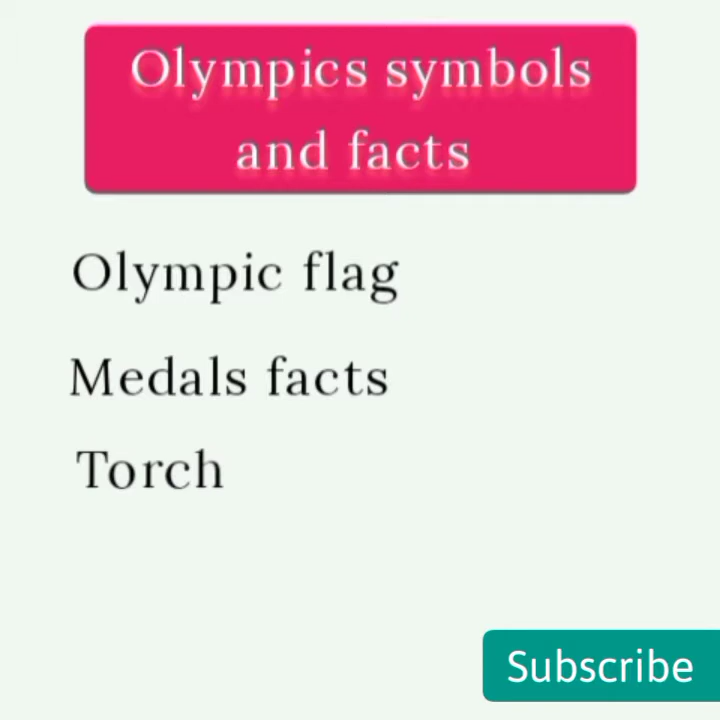 Olympics symbols
and facts
Olympic flag
Medals facts
Torch
Subscribe